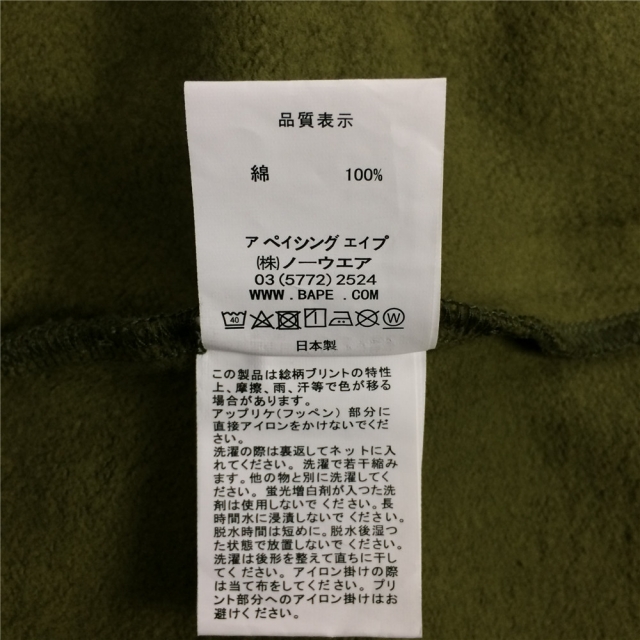 品質表示
綿 100%
ア ベイシング エイプ
(株)ノーウエア
03 (5772) 2524
WWW . BAPE . COM
40 W
日本製
この製品は総柄プリントの特性
上、摩擦、雨、汗等で色が移る
場合があります。
アップリケ(フッペン) 部分に
直接アイロンをかけないでくだ
さい。
洗濯の際は裏返してネットに入
れてください。洗濯で若干縮み
ます。他の物と別に洗濯してく
ださい。蛍光増白剤が入つた洗
剤は使用しないでください。長
時間水に浸漬しないでください。
脱水時間は短めに。脱水後湿つ
た状態で放置しないでください。
洗濯は後形を整えて直ちに干し
てください。アイロン掛けの際
は当て布をしてください。プリ
ント部分へのアイロン掛けはお
避けください。